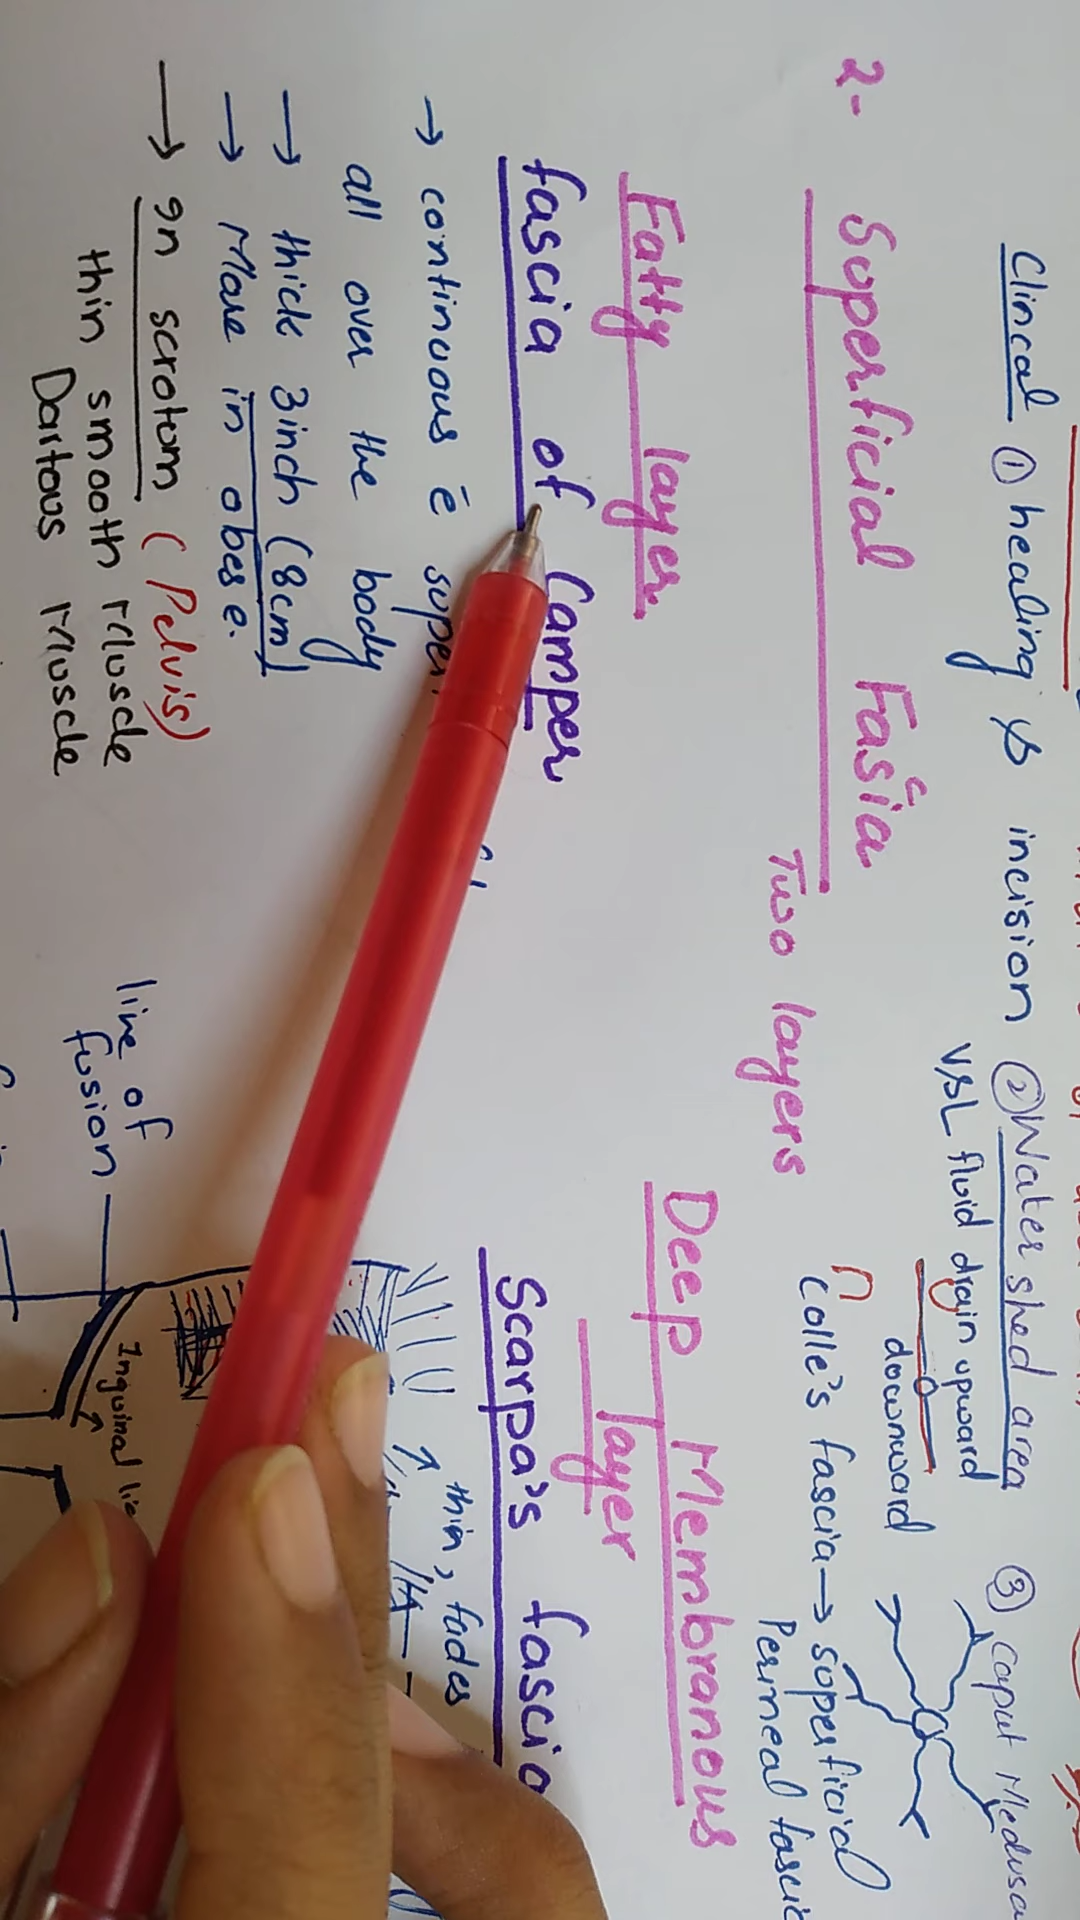 Clinical ① healing & incision ② Water shed area ③ Caput Medusa
V&L fluid drain upward
downward
2- Superficial Fascia
Two layers
Colle's fascia → superficial
Perineal fascia
Fatty layer
Deep Membranous
layer
fascia of Camper
Scarpa's fascia
→ continuous c̄ super.
all over the body
thin, fades
→ thick 3inch (8cm)
→ More in obese.
→ In scrotum (Pelvis)
thin smooth Muscle
Dartous Muscle
line of
fusion
Inguinal